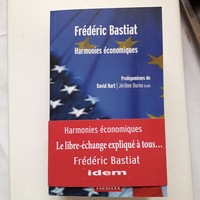 Frédéric Bastiat
Harmonies économiques
Prolégomènes de
David Hart | Jérôme Durou
Harmonies économiques
Le libre-échange expliqué à tous...
Frédéric Bastiat
idem